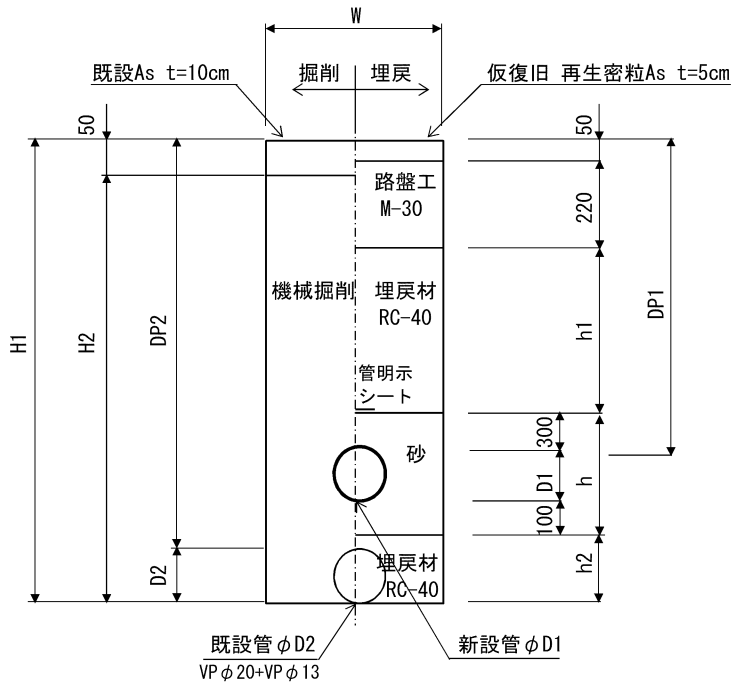 W
既設As t=10cm
掘削
埋戻
仮復旧 再生密粒As t=5cm
50
50
路盤工
M-30
220
DP1
機械掘削
埋戻材
RC-40
h1
H1
H2
DP2
管明示
シート
300
砂
D1
h
100
D2
埋戻材
RC-40
h2
既設管φD2
VPφ20+VPφ13
新設管φD1